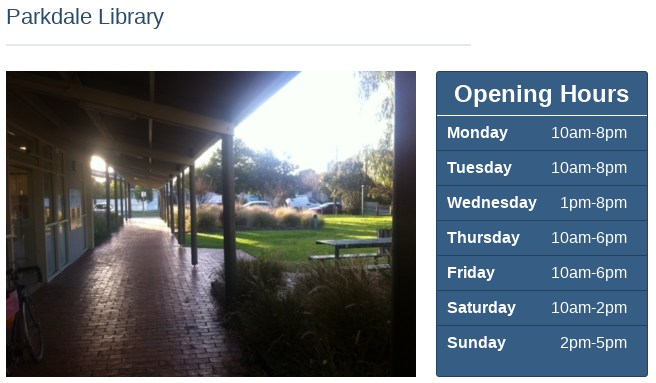 Parkdale Library
Opening Hours
Monday 10am-8pm
Tuesday 10am-8pm
Wednesday 1pm-8pm
Thursday 10am-6pm
Friday 10am-6pm
Saturday 10am-2pm
Sunday 2pm-5pm